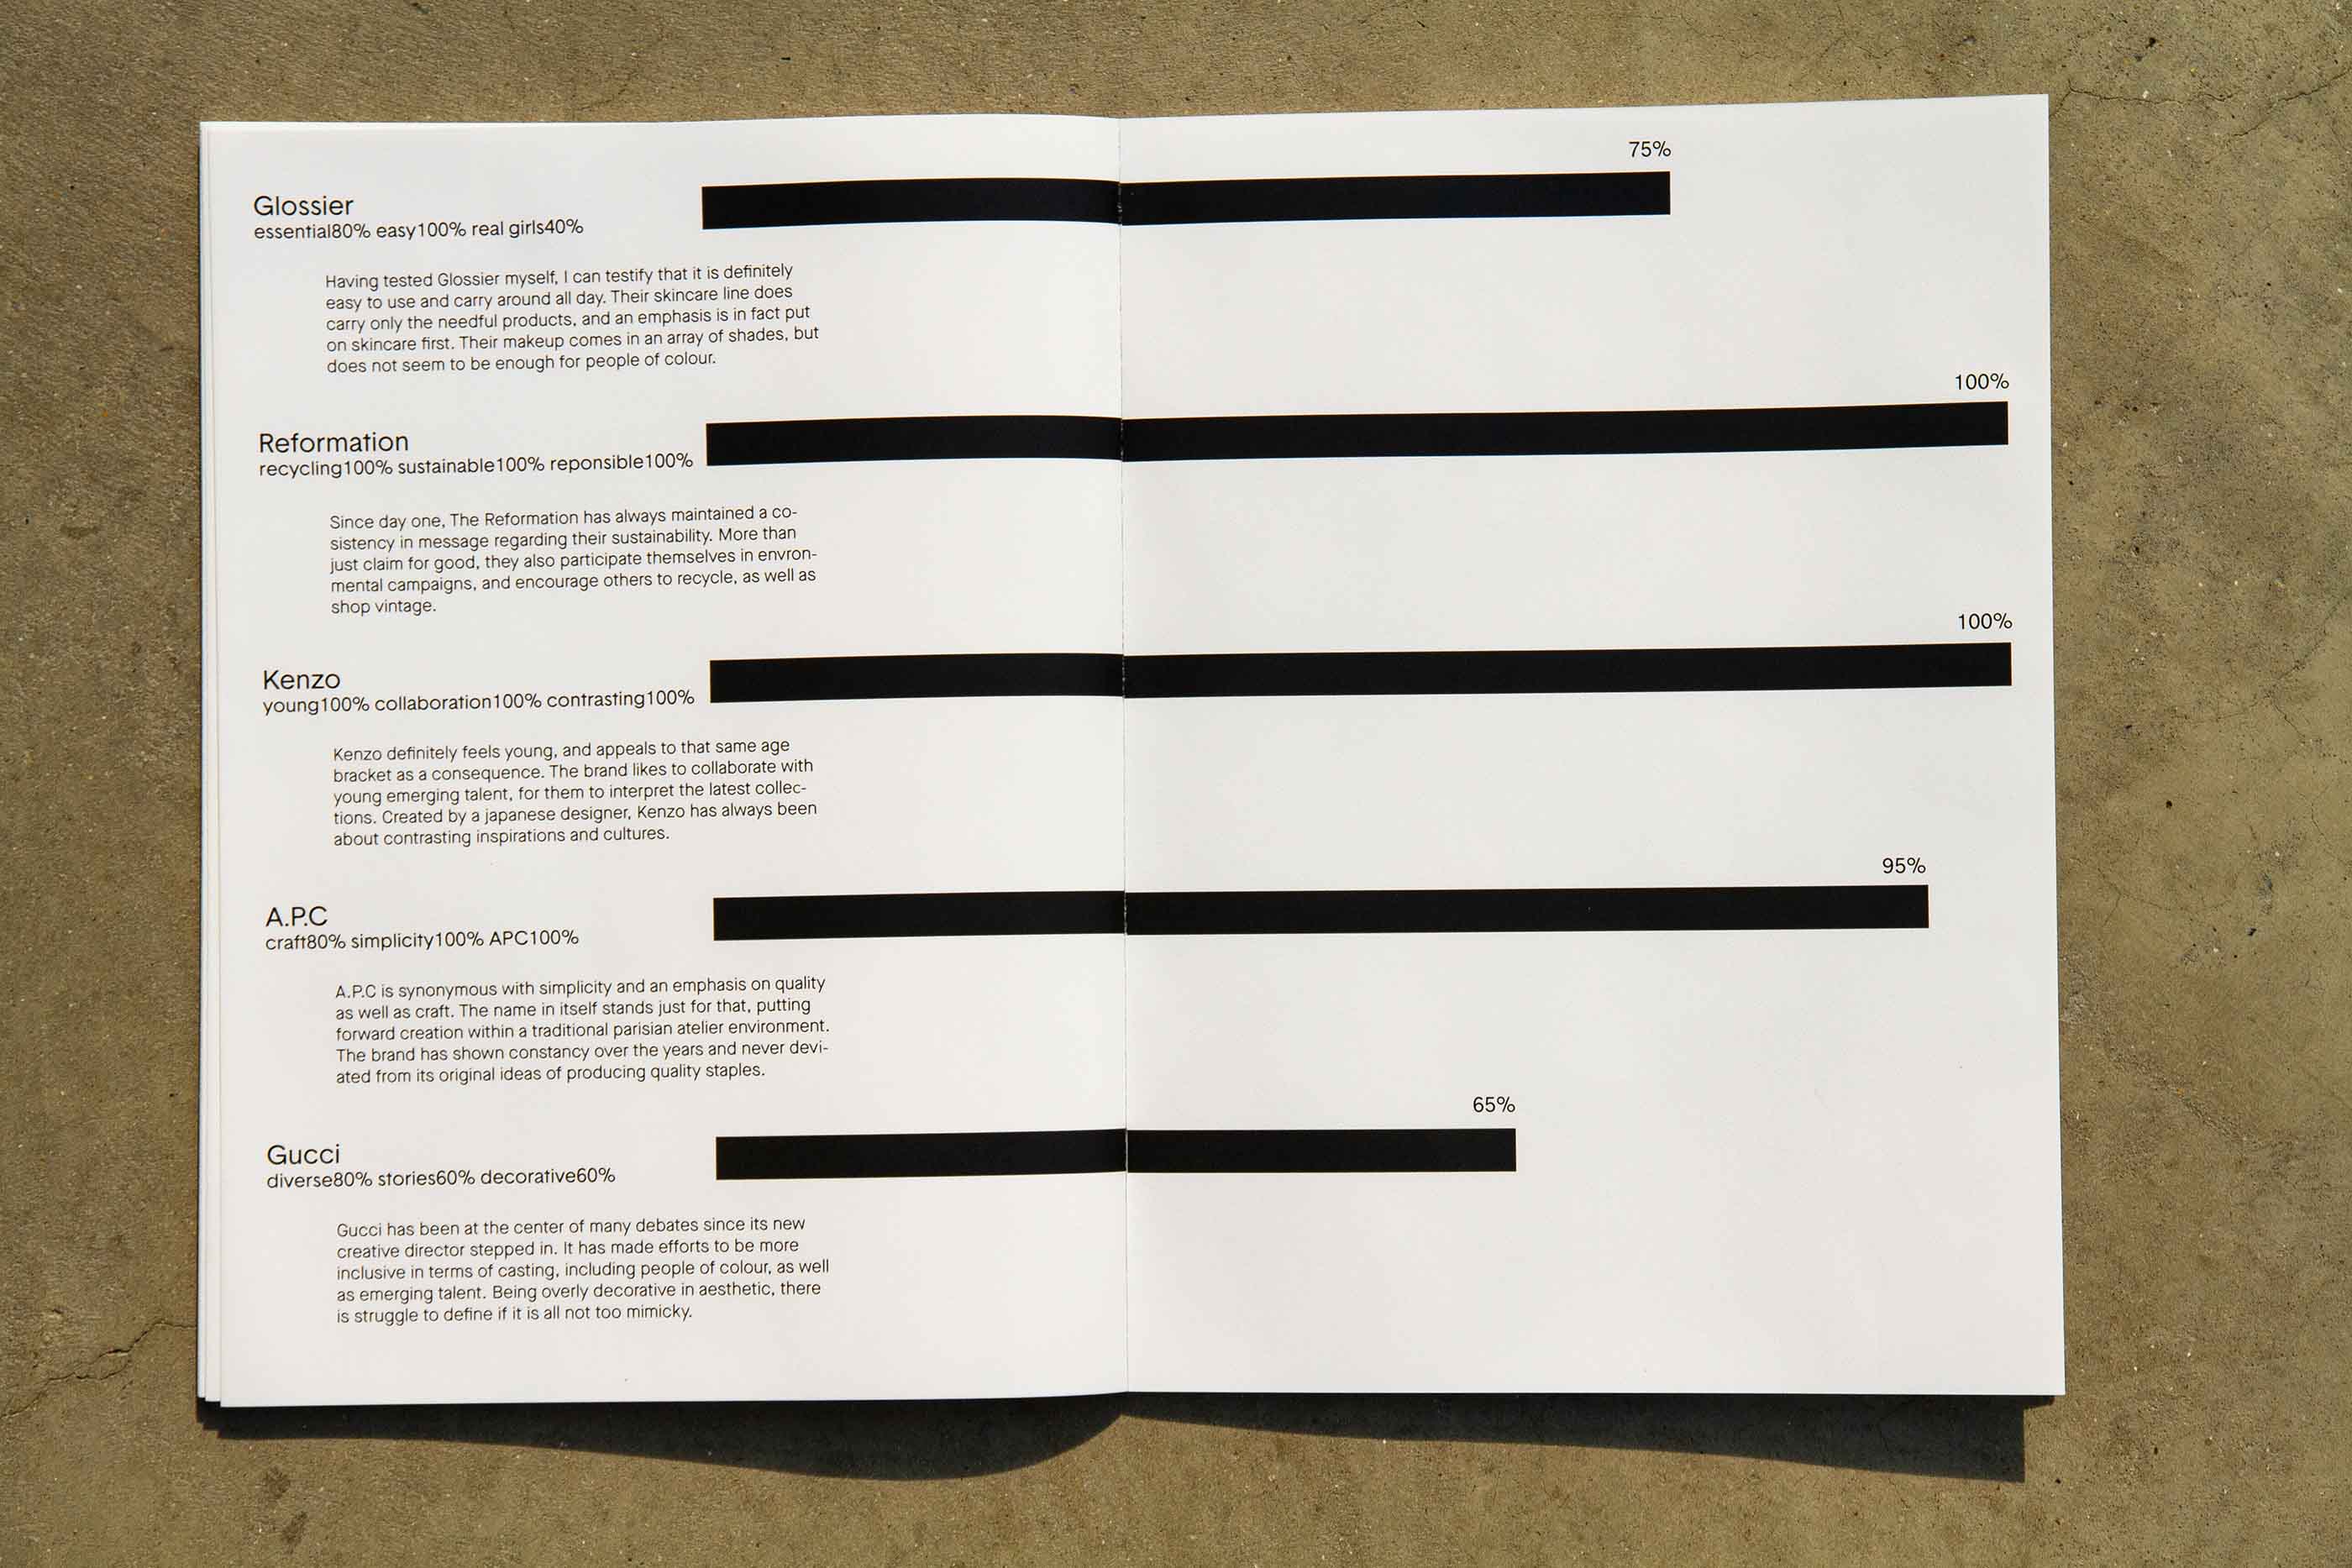 75%
Glossier
essential80% easy100% real girls40%
Having tested Glossier myself, I can testify that it is definitely
easy to use and carry around all day. Their skincare line does
carry only the needful products, and an emphasis is in fact put
on skincare first. Their makeup comes in an array of shades, but
does not seem to be enough for people of colour.
100%
Reformation
recycling100% sustainable100% reponsible100%
Since day one, The Reformation has always maintained a co-
sistency in message regarding their sustainability. More than
just claim for good, they also participate themselves in envron-
mental campaigns, and encourage others to recycle, as well as
shop vintage.
100%
Kenzo
young100% collaboration100% contrasting100%
Kenzo definitely feels young, and appeals to that same age
bracket as a consequence. The brand likes to collaborate with
young emerging talent, for them to interpret the latest collec-
tions. Created by a japanese designer, Kenzo has always been
about contrasting inspirations and cultures.
95%
A.P.C
craft80% simplicity100% APC100%
A.P.C is synonymous with simplicity and an emphasis on quality
as well as craft. The name in itself stands just for that, putting
forward creation within a traditional parisian atelier environment.
The brand has shown constancy over the years and never devi-
ated from its original ideas of producing quality staples.
65%
Gucci
diverse80% stories60% decorative60%
Gucci has been at the center of many debates since its new
creative director stepped in. It has made efforts to be more
inclusive in terms of casting, including people of colour, as well
as emerging talent. Being overly decorative in aesthetic, there
is struggle to define if it is all not too mimicky.